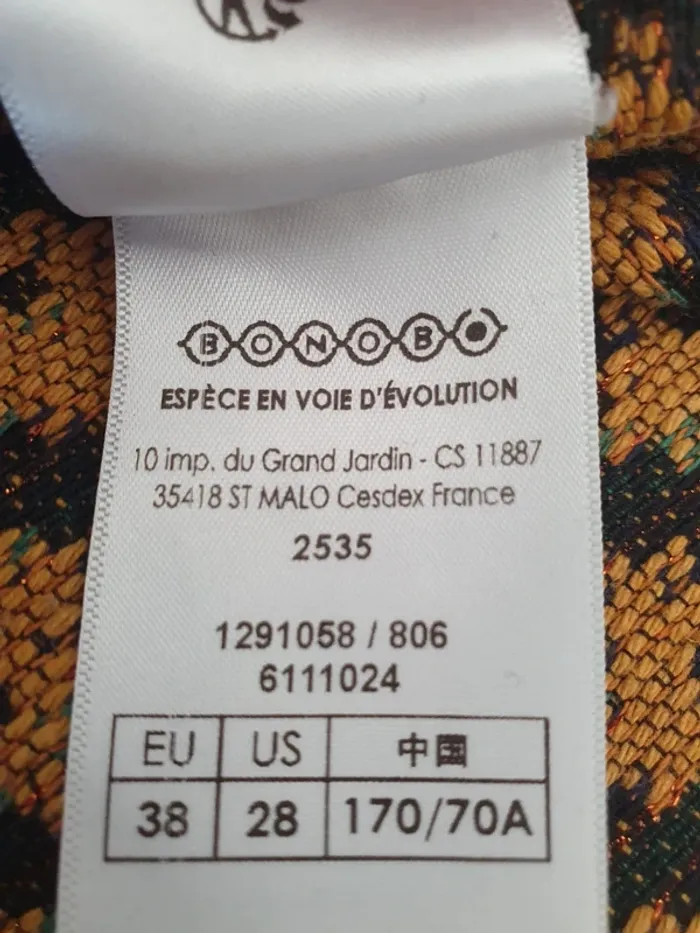 BONOBO
ESPÈCE EN VOIE D'ÉVOLUTION
10 imp. du Grand Jardin - CS 11887
35418 ST MALO Cesdex France
2535
1291058 / 806
6111024
EU US 中国
38 28 170/70A